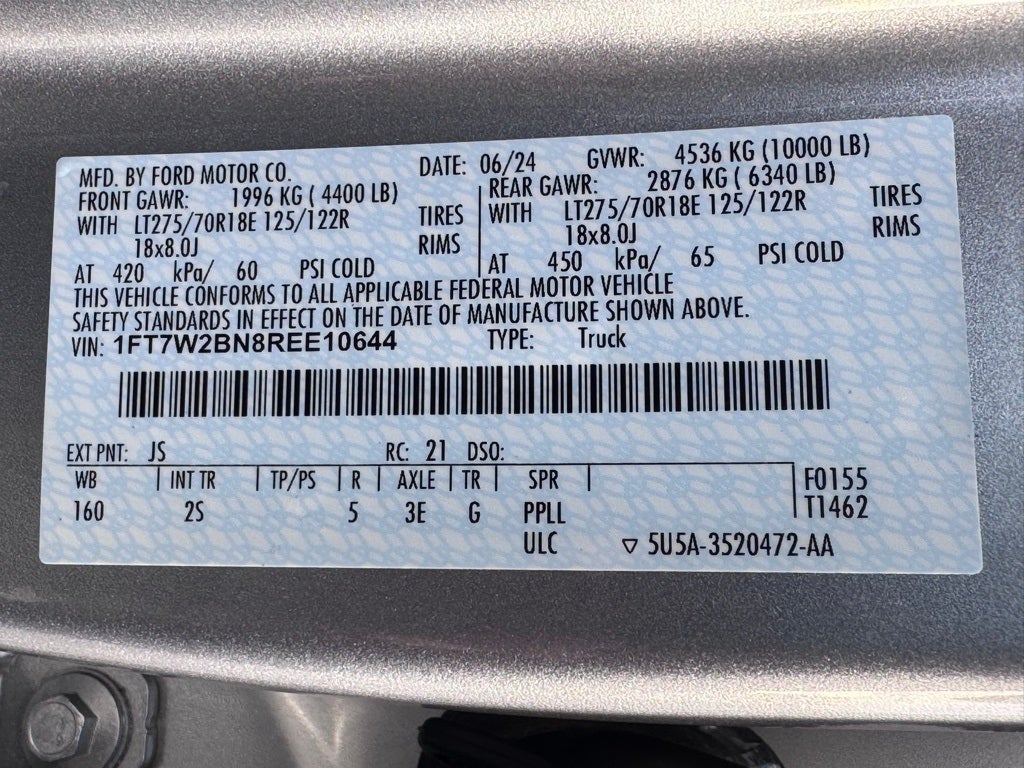 MFD. BY FORD MOTOR CO. DATE: 06/24 GVWR: 4536 KG (10000 LB)
FRONT GAWR: 1996 KG ( 4400 LB) REAR GAWR: 2876 KG ( 6340 LB)
WITH LT275/70R18E 125/122R TIRES WITH LT275/70R18E 125/122R TIRES
18x8.0J RIMS 18x8.0J RIMS
AT 420 kPa/ 60 PSI COLD AT 450 kPa/ 65 PSI COLD
THIS VEHICLE CONFORMS TO ALL APPLICABLE FEDERAL MOTOR VEHICLE
SAFETY STANDARDS IN EFFECT ON THE DATE OF MANUFACTURE SHOWN ABOVE.
VIN: 1FT7W2BN8REE10644 TYPE: Truck
EXT PNT: JS RC: 21 DSO:
WB INT TR TP/PS R AXLE TR SPR F0155
160 2S 5 3E G PPLL T1462
ULC ▽ 5U5A-3520472-AA